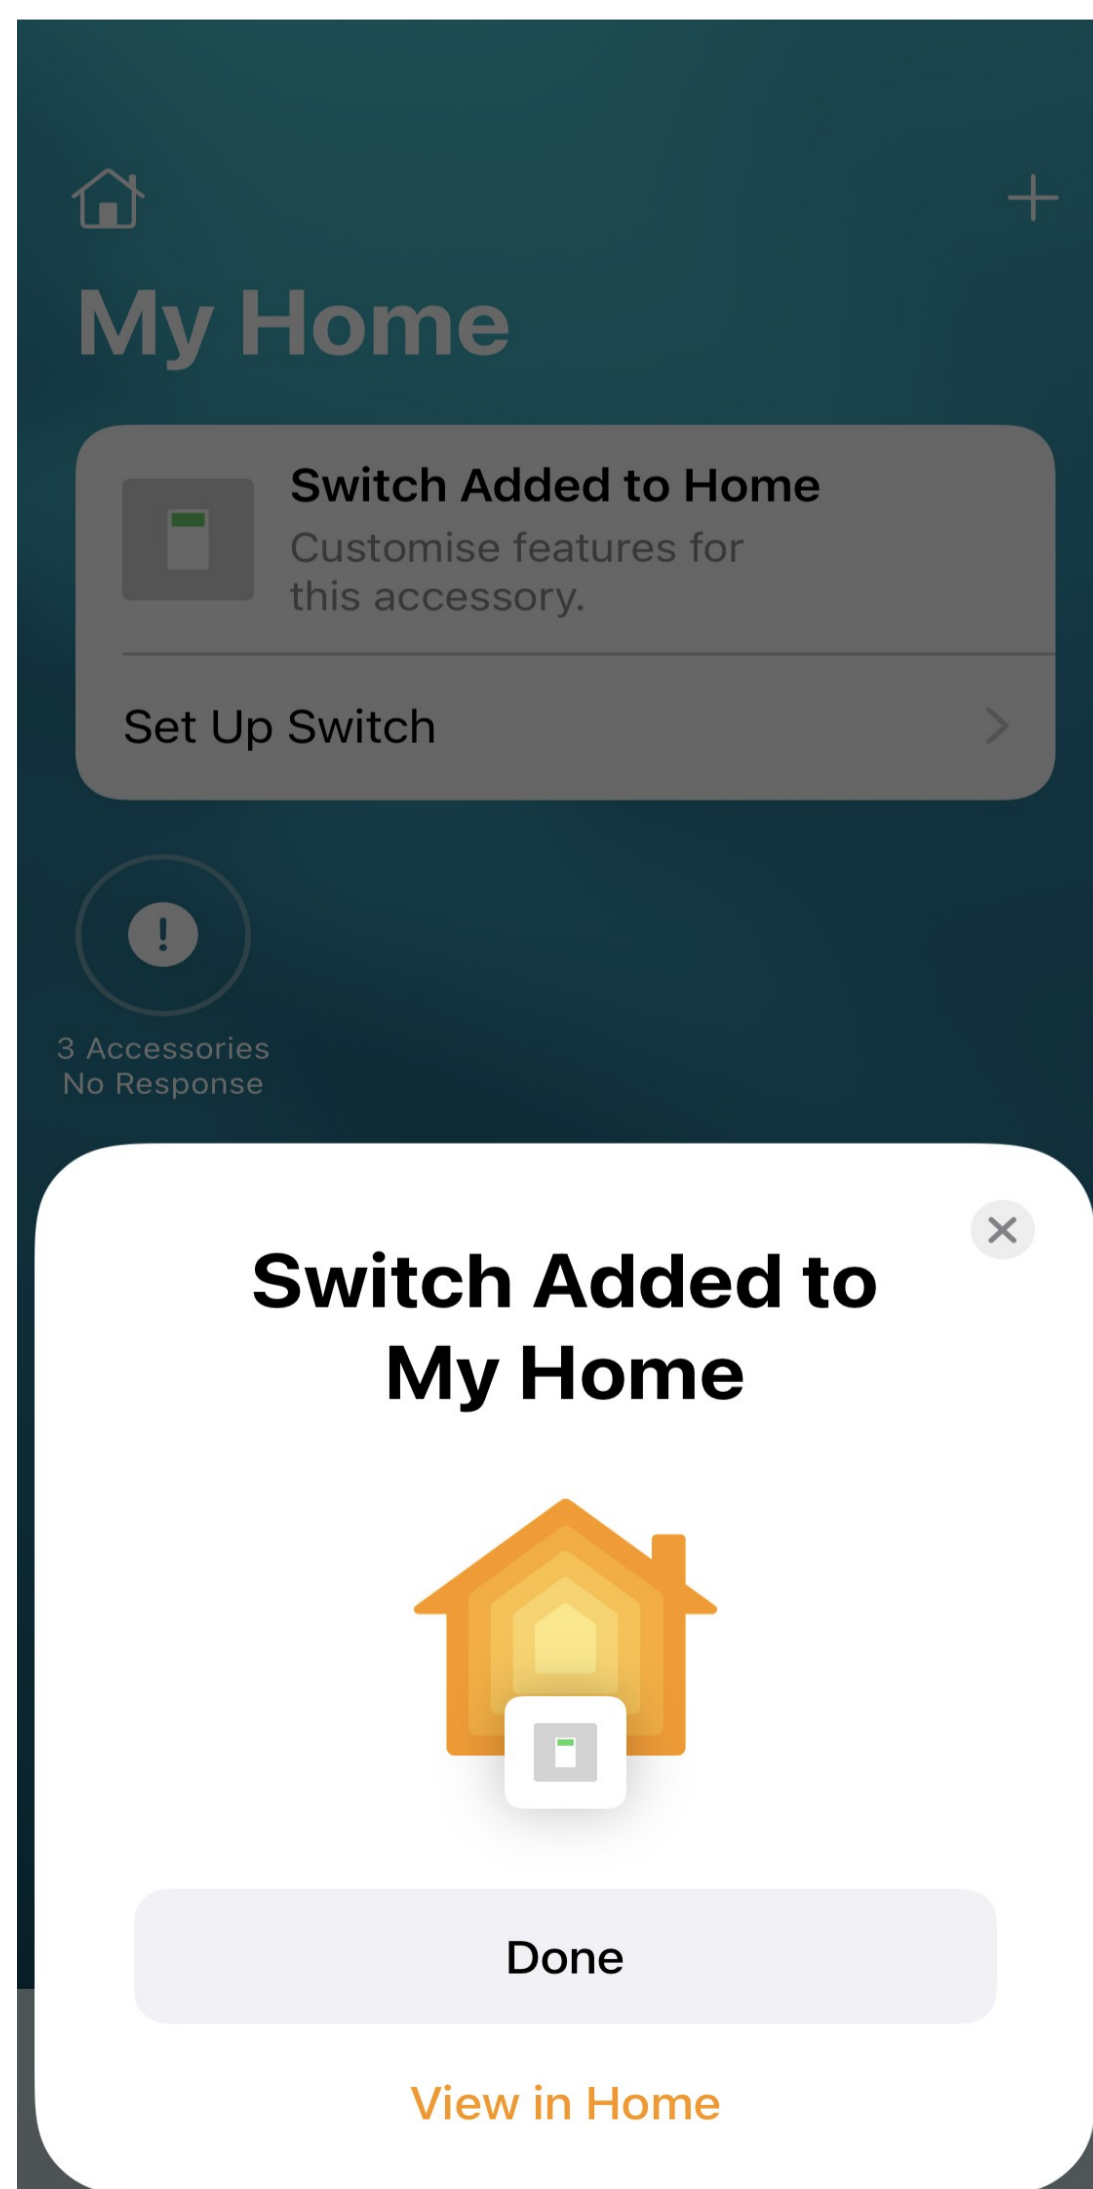 My Home
Switch Added to Home
Customise features for
this accessory.
Set Up Switch
3 Accessories
No Response
Switch Added to
My Home
Done
View in Home